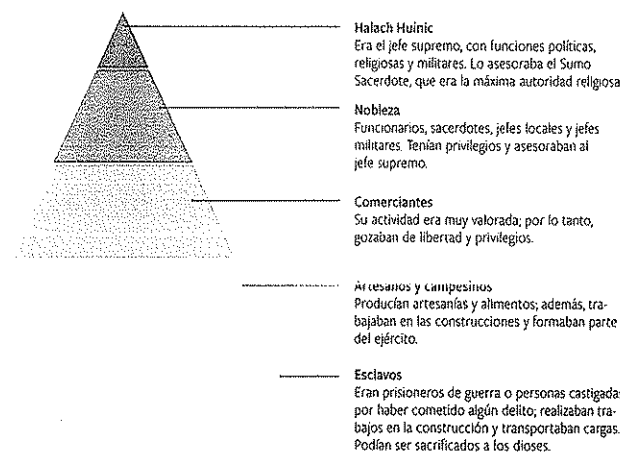 Halach Huinic
Era el jefe supremo, con funciones políticas,
religiosas y militares. Lo asesoraba el Sumo
Sacerdote, que era la máxima autoridad religiosa
Nobleza
Funcionarios, sacerdotes, jefes locales y jefes
militares. Tenían privilegios y asesoraban al
jefe supremo.
Comerciantes
Su actividad era muy valorada; por lo tanto,
gozaban de libertad y privilegios.
Artesanos y campesinos
Producían artesanías y alimentos; además, tra-
bajaban en las construcciones y formaban parte
del ejército.
Esclavos
Eran prisioneros de guerra o personas castigadas
por haber cometido algún delito; realizaban tra-
bajos en la construcción y transportaban cargas.
Podían ser sacrificados a los dioses.